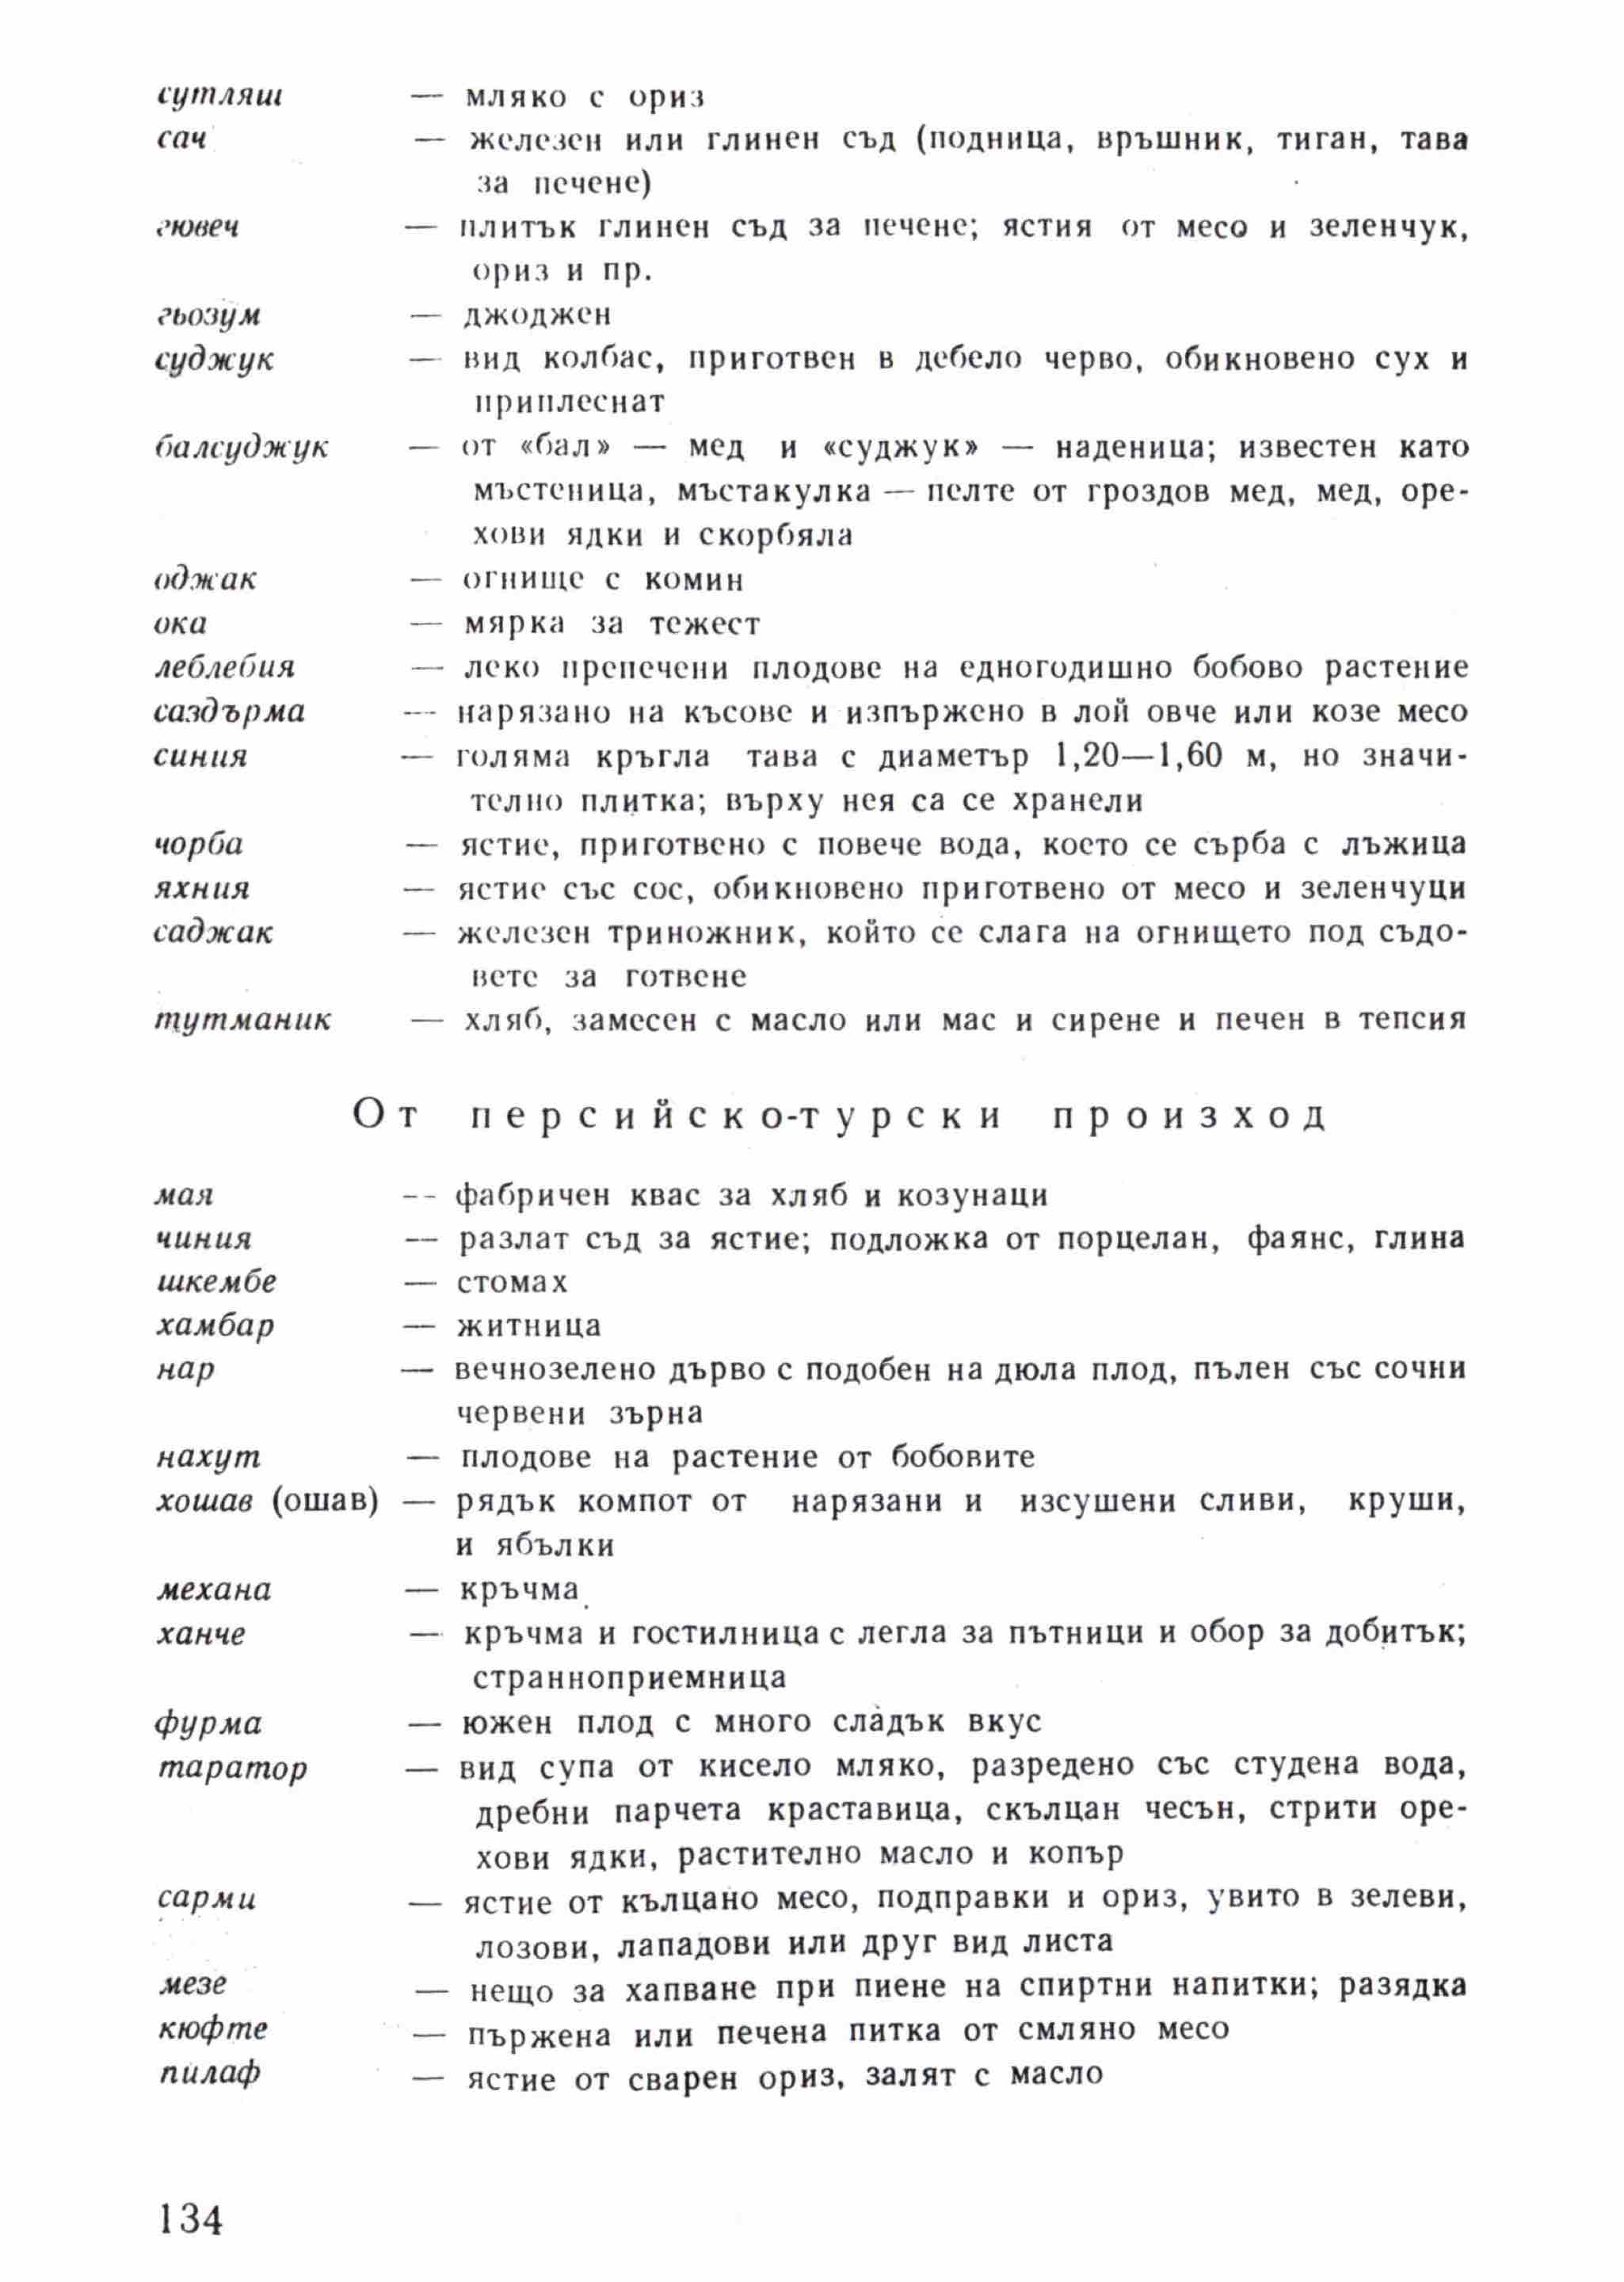 сутляш — мляко с ориз
сач — железен или глинен съд (подница, връшник, тиган, тава
за печене)
гювеч — плитък глинен съд за печене; ястия от месо и зеленчук,
ориз и пр.
гьозум — джоджен
суджук — вид колбас, приготвен в дебело черво, обикновено сух и
приплеснат
балсуджук — от «бал» — мед и «суджук» — наденица; известен като
мъстеница, мъстакулка — пелте от гроздов мед, мед, оре-
хови ядки и скорбяла
оджак — огнище с комин
ока — мярка за тежест
леблебия — леко препечени плодове на едногодишно бобово растение
саздърма — нарязано на късове и изпържено в лой овче или козе месо
синия — голяма кръгла тава с диаметър 1,20—1,60 м, но значи-
телно плитка; върху нея са се хранели
чорба — ястие, приготвено с повече вода, което се сърба с лъжица
яхния — ястие със сос, обикновено приготвено от месо и зеленчуци
саджак — железен триножник, който се слага на огнището под съдо-
вете за готвене
тутманик — хляб, замесен с масло или мас и сирене и печен в тепсия
От персийско-турски произход
мая — фабричен квас за хляб и козунаци
чиния — разлат съд за ястие; подложка от порцелан, фаянс, глина
шкембе — стомах
хамбар — житница
нар — вечнозелено дърво с подобен на дюла плод, пълен със сочни
червени зърна
нахут — плодове на растение от бобовите
хошав (ошав) — рядък компот от нарязани и изсушени сливи, круши,
и ябълки
механа — кръчма
ханче — кръчма и гостилница с легла за пътници и обор за добитък;
странноприемница
фурма — южен плод с много сладък вкус
таратор — вид супа от кисело мляко, разредено със студена вода,
дребни парчета краставица, скълцан чесън, стрити оре-
хови ядки, растително масло и копър
сарми — ястие от кълцано месо, подправки и ориз, увито в зелеви,
лозови, лападови или друг вид листа
мезе — нещо за хапване при пиене на спиртни напитки; разядка
кюфте — пържена или печена питка от смляно месо
пилаф — ястие от сварен ориз, залят с масло
134